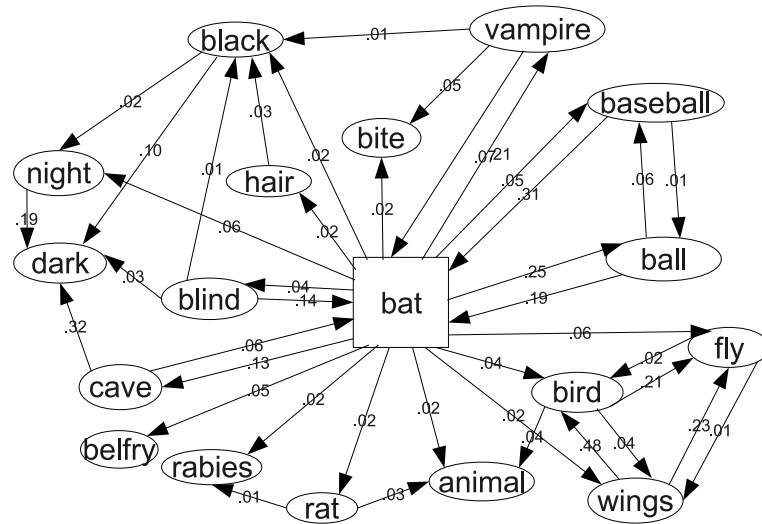 vampire
black
.01
.05
baseball
.02
.03
bite
.10
.02
.07
.21
.01
night
.01
hair
.05
.31
.06
.02
.19
.06
.02
dark
.03
blind
.04
.14
bat
.25
ball
.19
.32
.06
.13
.06
fly
cave
.04
.02
.05
.02
.02
.02
bird
.21
belfry
.02
.23
.01
rabies
.04
.48
.04
animal
.01
rat
.03
wings